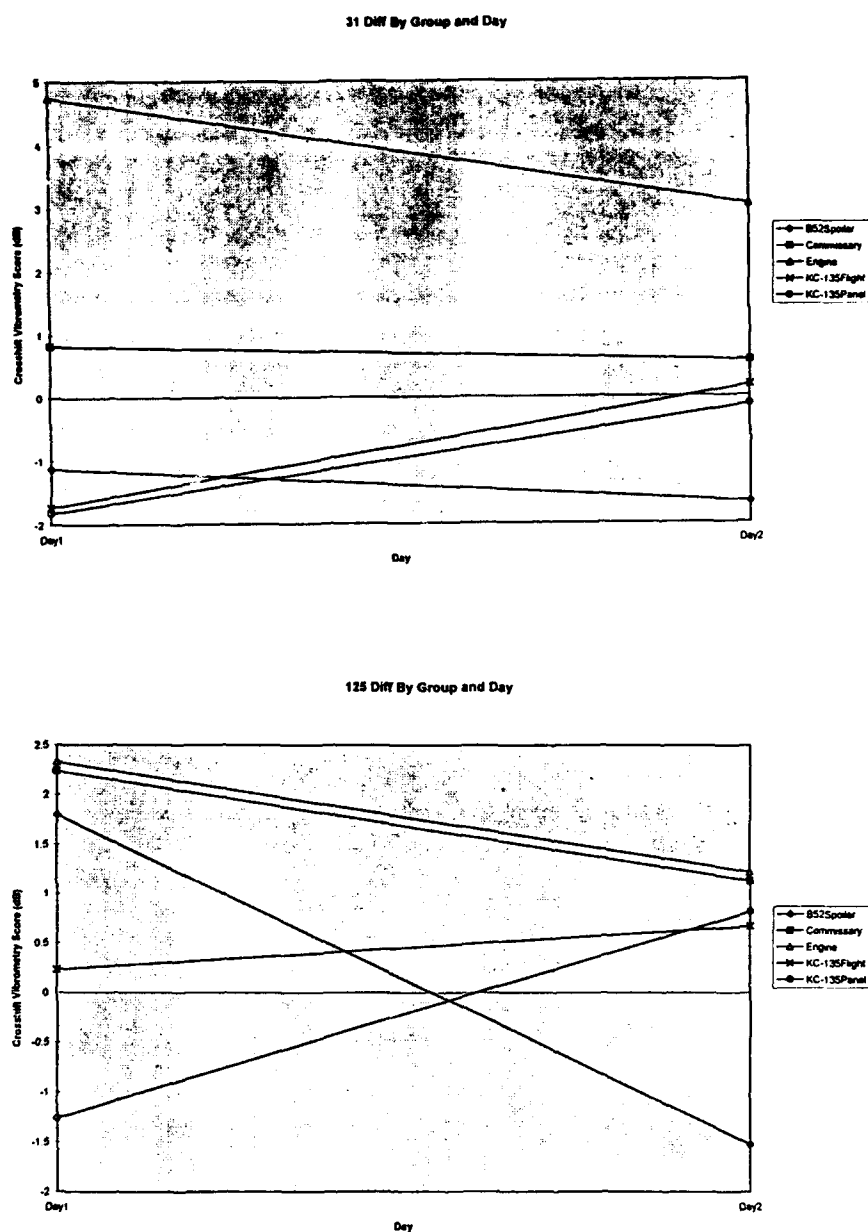 31 Diff By Group and Day
5
4
3
2
1
0
-1
-2
Crosshift Vibrometry Score (dB)
Day1
Day2
Day
B52Spoiler
Commissary
Engine
KC-135Flight
KC-135Panel
125 Diff By Group and Day
2.5
2
1.5
1
0.5
0
-0.5
-1
-1.5
-2
Crosshift Vibrometry Score (dB)
Day1
Day2
Day
B52Spoiler
Commissary
Engine
KC-135Flight
KC-135Panel